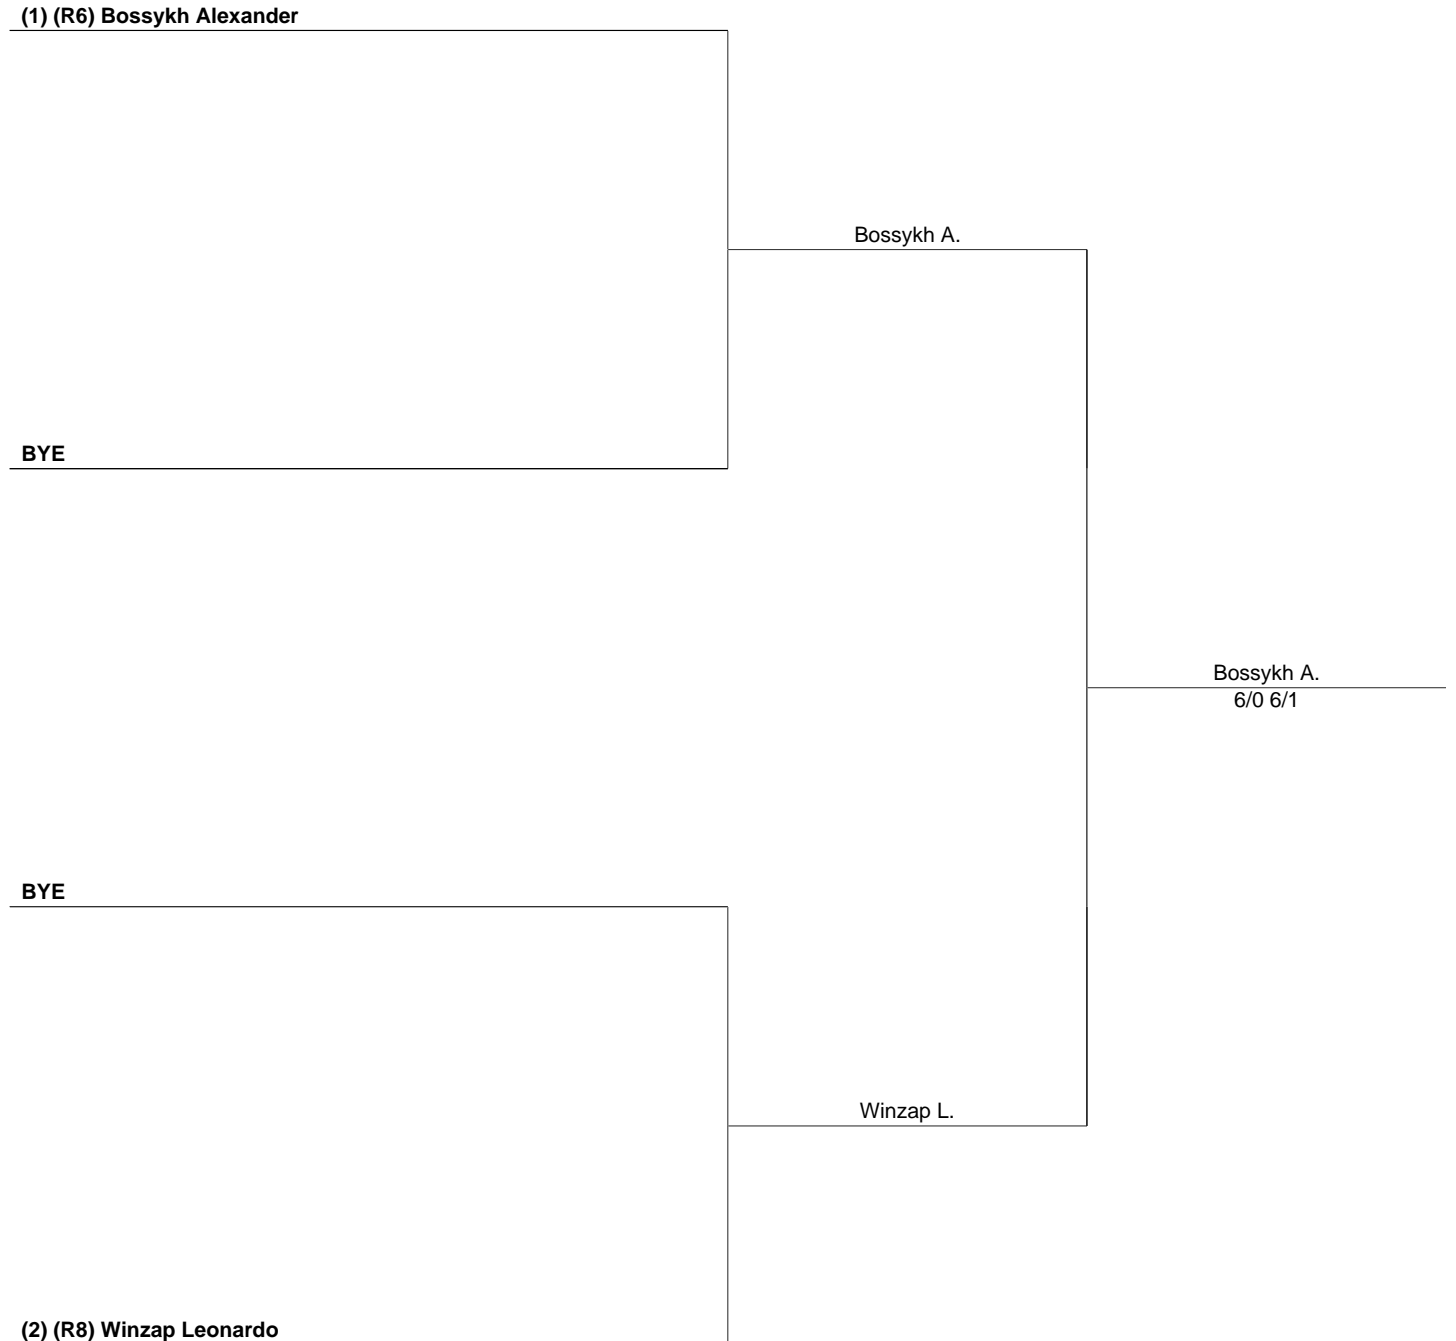 (1) (R6) Bossykh Alexander
Bossykh A.
BYE
Bossykh A.
6/0 6/1
BYE
Winzap L.
(2) (R8) Winzap Leonardo